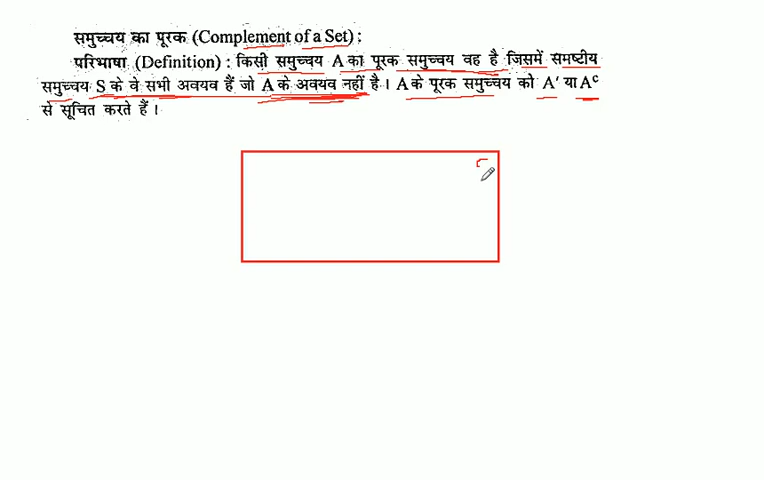 समुच्चय का पूरक (Complement of a Set) :
परिभाषा (Definition) : किसी समुच्चय A का पूरक समुच्चय वह है जिसमें समष्टीय
समुच्चय S के वे सभी अवयव हैं जो A के अवयव नहीं है। A के पूरक समुच्चय को A' या Aᶜ
से सूचित करते हैं।